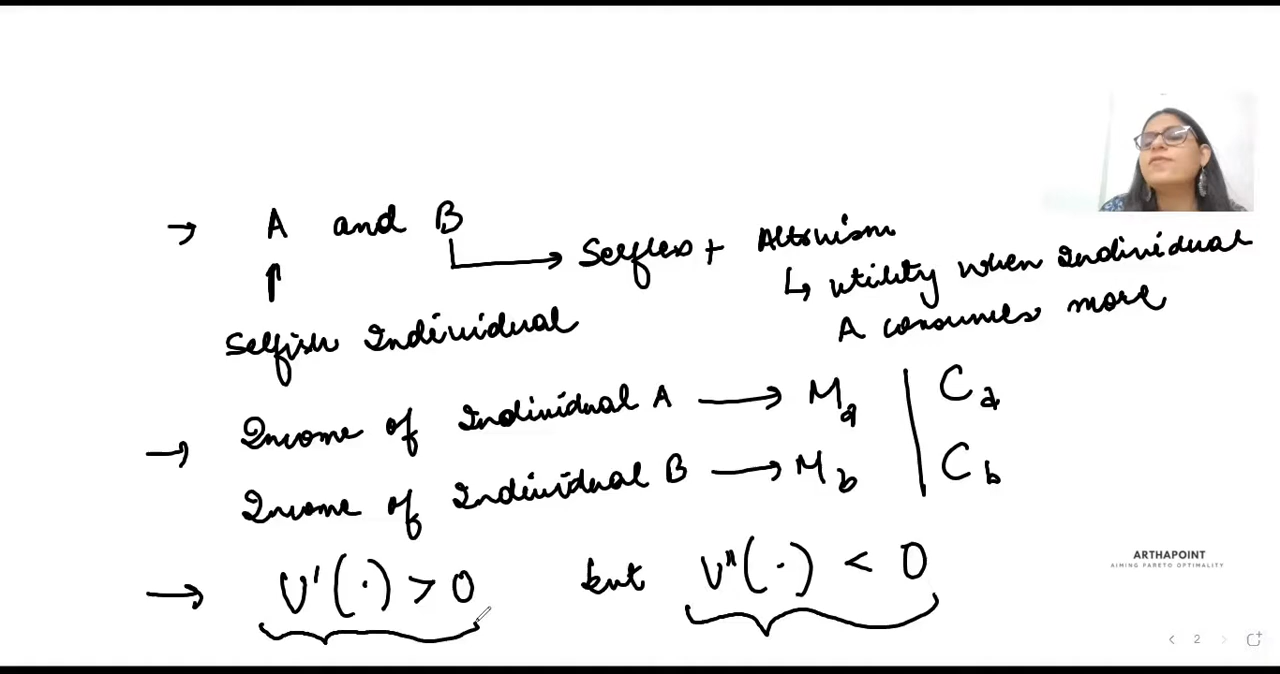 → A and B → Selfless + Altruism
↳ utility when Individual
A consumes more
Selfish Individual
→ Income of Individual A → Ma | Ca
Income of Individual B → Mb | Cb
→ U'(·) > 0 but U"(·) < 0
ARTHAPOINT
AIMING PARETO OPTIMALITY
< 2 >